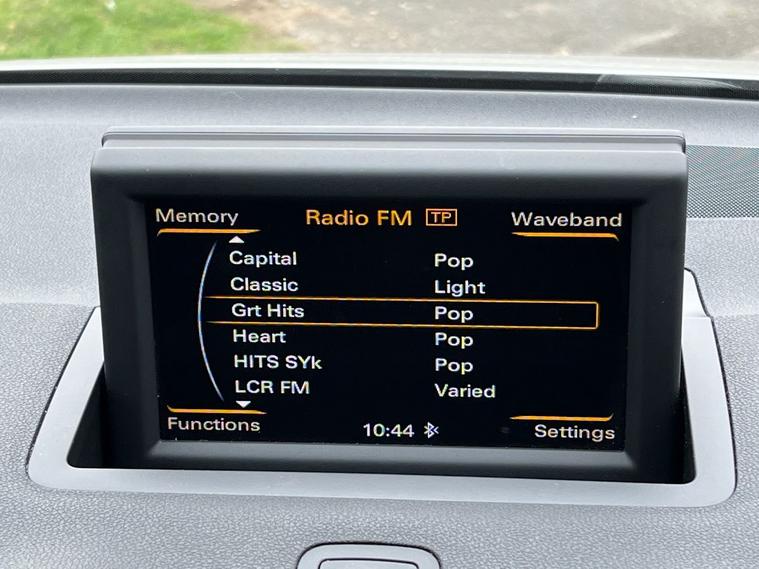 Memory Radio FM TP Waveband
Capital Pop
Classic Light
Grt Hits Pop
Heart Pop
HITS SYk Pop
LCR FM Varied
Functions 10:44 Settings